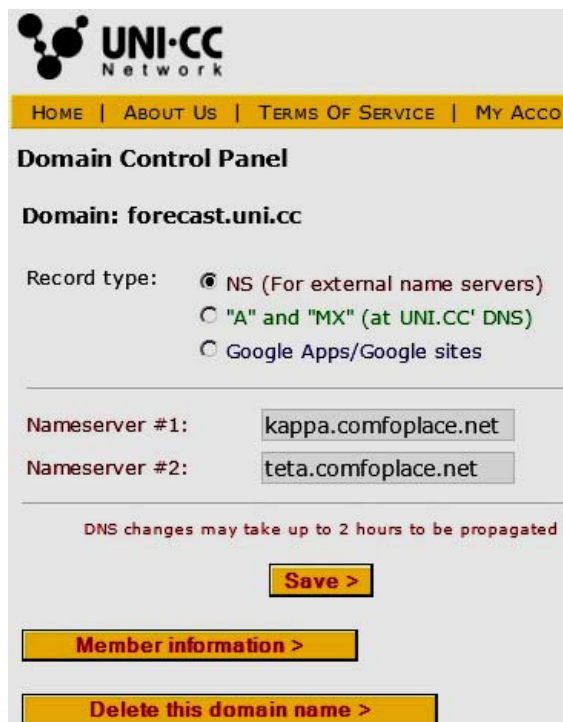 UNI·CC
Network
HOME | ABOUT US | TERMS OF SERVICE | MY ACCO
Domain Control Panel
Domain: forecast.uni.cc
Record type: NS (For external name servers)
"A" and "MX" (at UNI.CC' DNS)
Google Apps/Google sites
Nameserver #1: kappa.comfoplace.net
Nameserver #2: teta.comfoplace.net
DNS changes may take up to 2 hours to be propagated
Save >
Member information >
Delete this domain name >